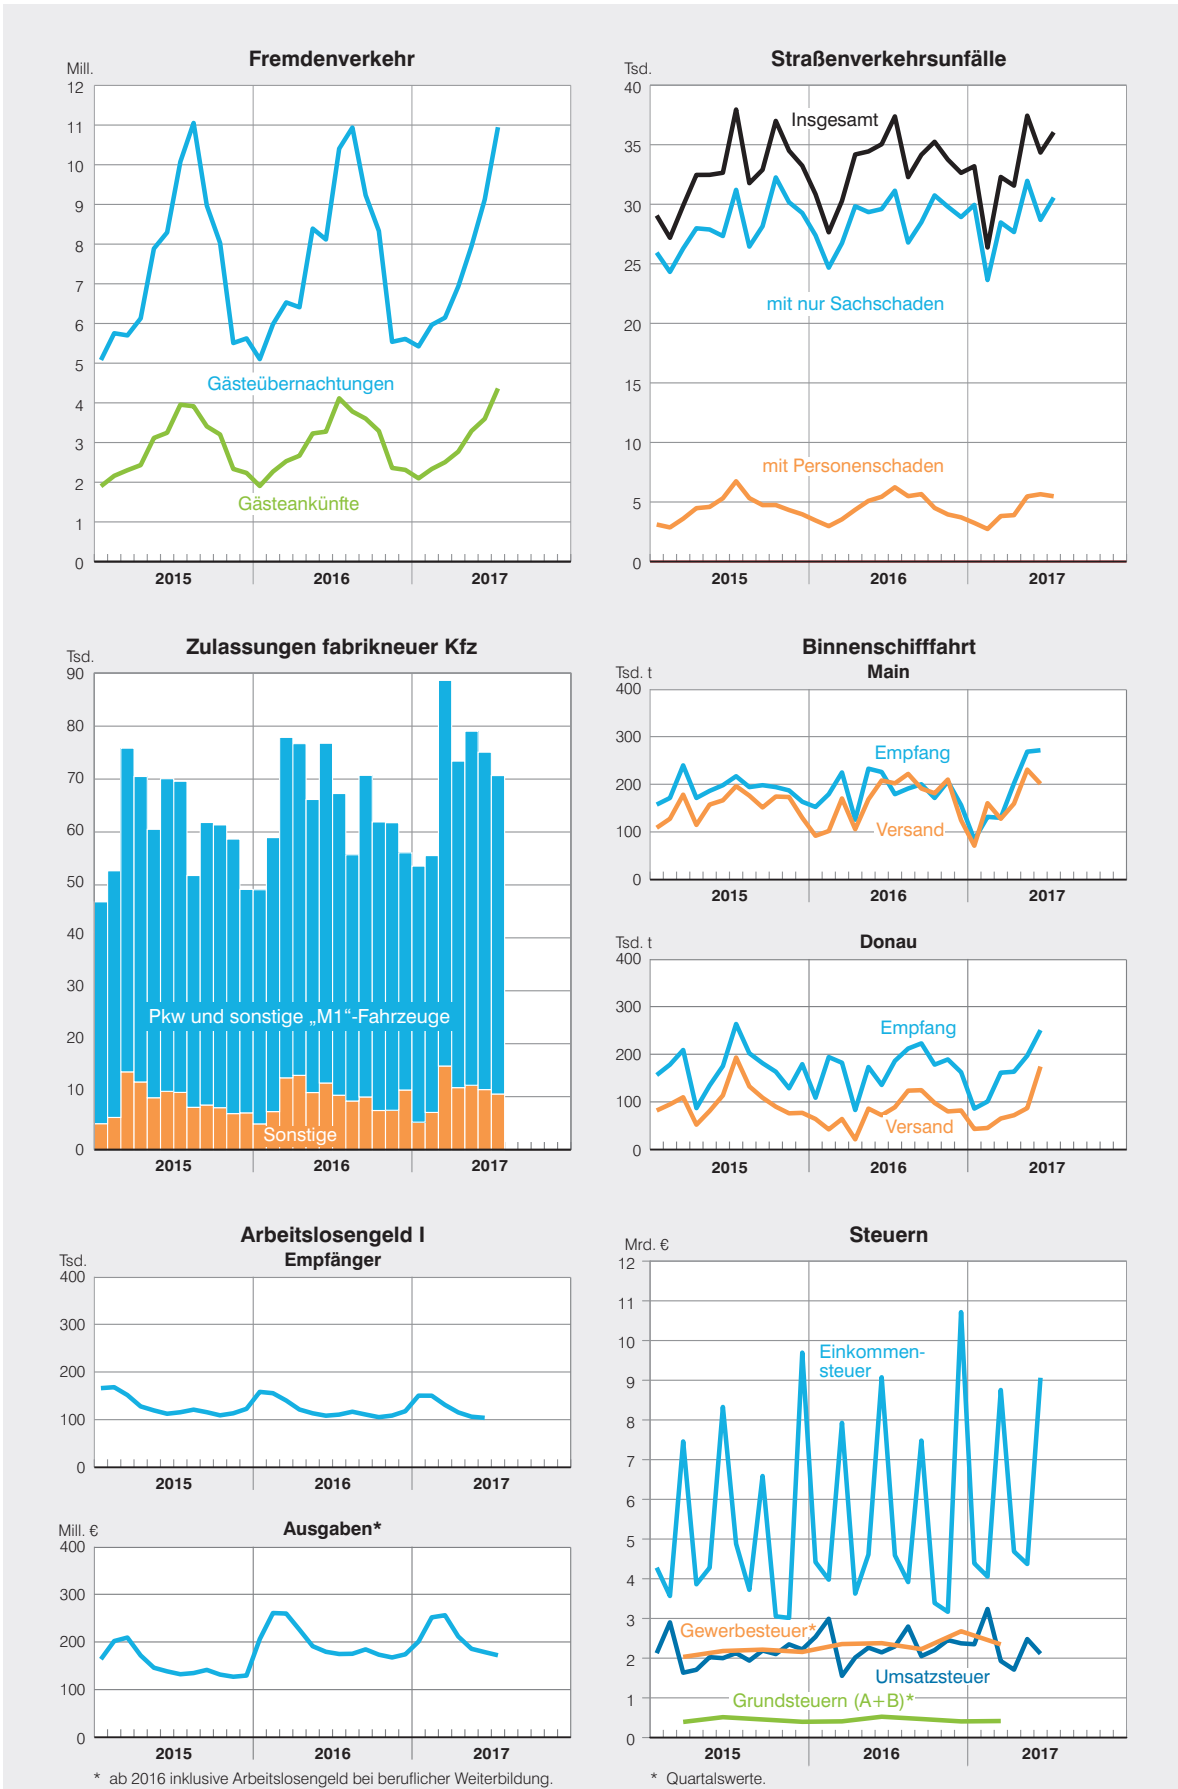 Fremdenverkehr
Mill.
12
11
10
9
8
7
6
5
4
3
2
1
0
Gästeübernachtungen
Gästeankünfte
2015
2016
2017
Straßenverkehrsunfälle
Tsd.
40
35
30
25
20
15
10
5
0
Insgesamt
mit nur Sachschaden
mit Personenschaden
2015
2016
2017
Zulassungen fabrikneuer Kfz
Tsd.
90
80
70
60
50
40
30
20
10
0
Pkw und sonstige „M1“-Fahrzeuge
Sonstige
2015
2016
2017
Binnenschifffahrt
Main
Tsd. t
400
300
200
100
0
Empfang
Versand
2015
2016
2017
Donau
Tsd. t
400
300
200
100
0
Empfang
Versand
2015
2016
2017
Arbeitslosengeld I
Empfänger
Tsd.
400
300
200
100
0
2015
2016
2017
Ausgaben*
Mill. €
400
300
200
100
0
2015
2016
2017
* ab 2016 inklusive Arbeitslosengeld bei beruflicher Weiterbildung.
Steuern
Mrd. €
12
11
10
9
8
7
6
5
4
3
2
1
0
Einkommen-
steuer
Gewerbesteuer*
Umsatzsteuer
Grundsteuern (A+B)*
2015
2016
2017
* Quartalswerte.